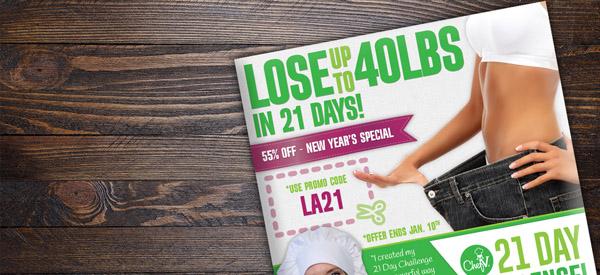 LOSE UP TO 40LBS
IN 21 DAYS!
55% OFF - NEW YEAR'S SPECIAL
*USE PROMO CODE
LA21
*OFFER ENDS JAN. 10TH
"I created my
21 Day Challenge
Chef V
21 DAY